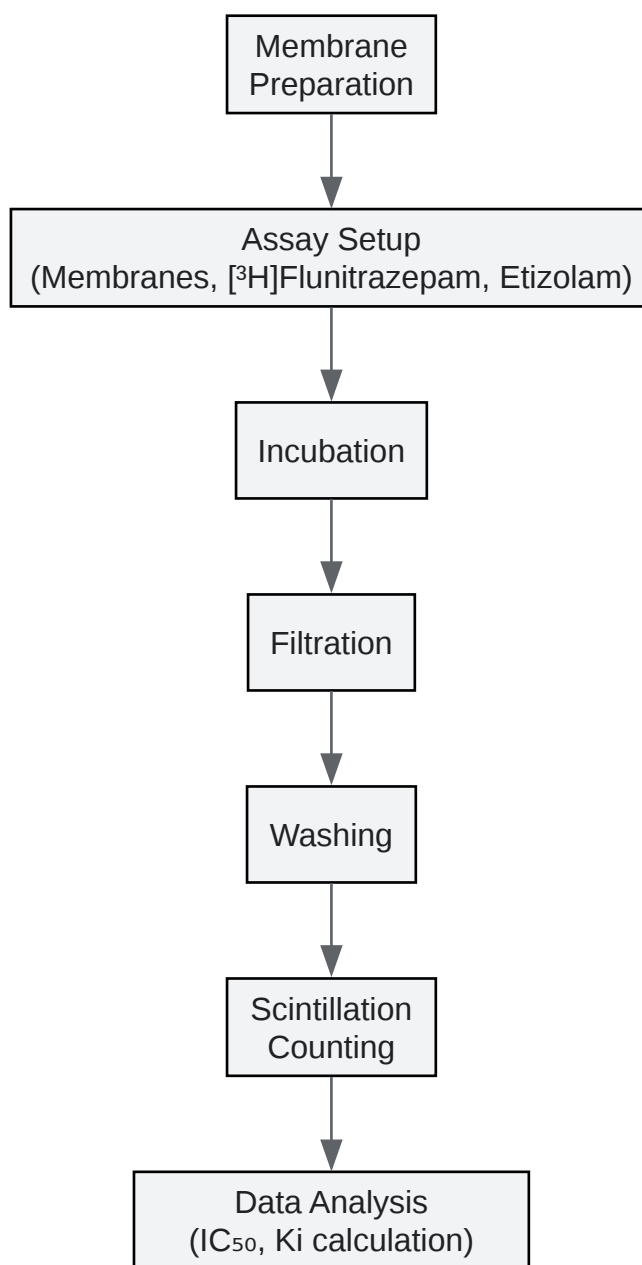 Membrane
Preparation
Assay Setup
(Membranes, [³H]Flunitrazepam, Etizolam)
Incubation
Filtration
Washing
Scintillation
Counting
Data Analysis
(IC₅₀, Ki calculation)